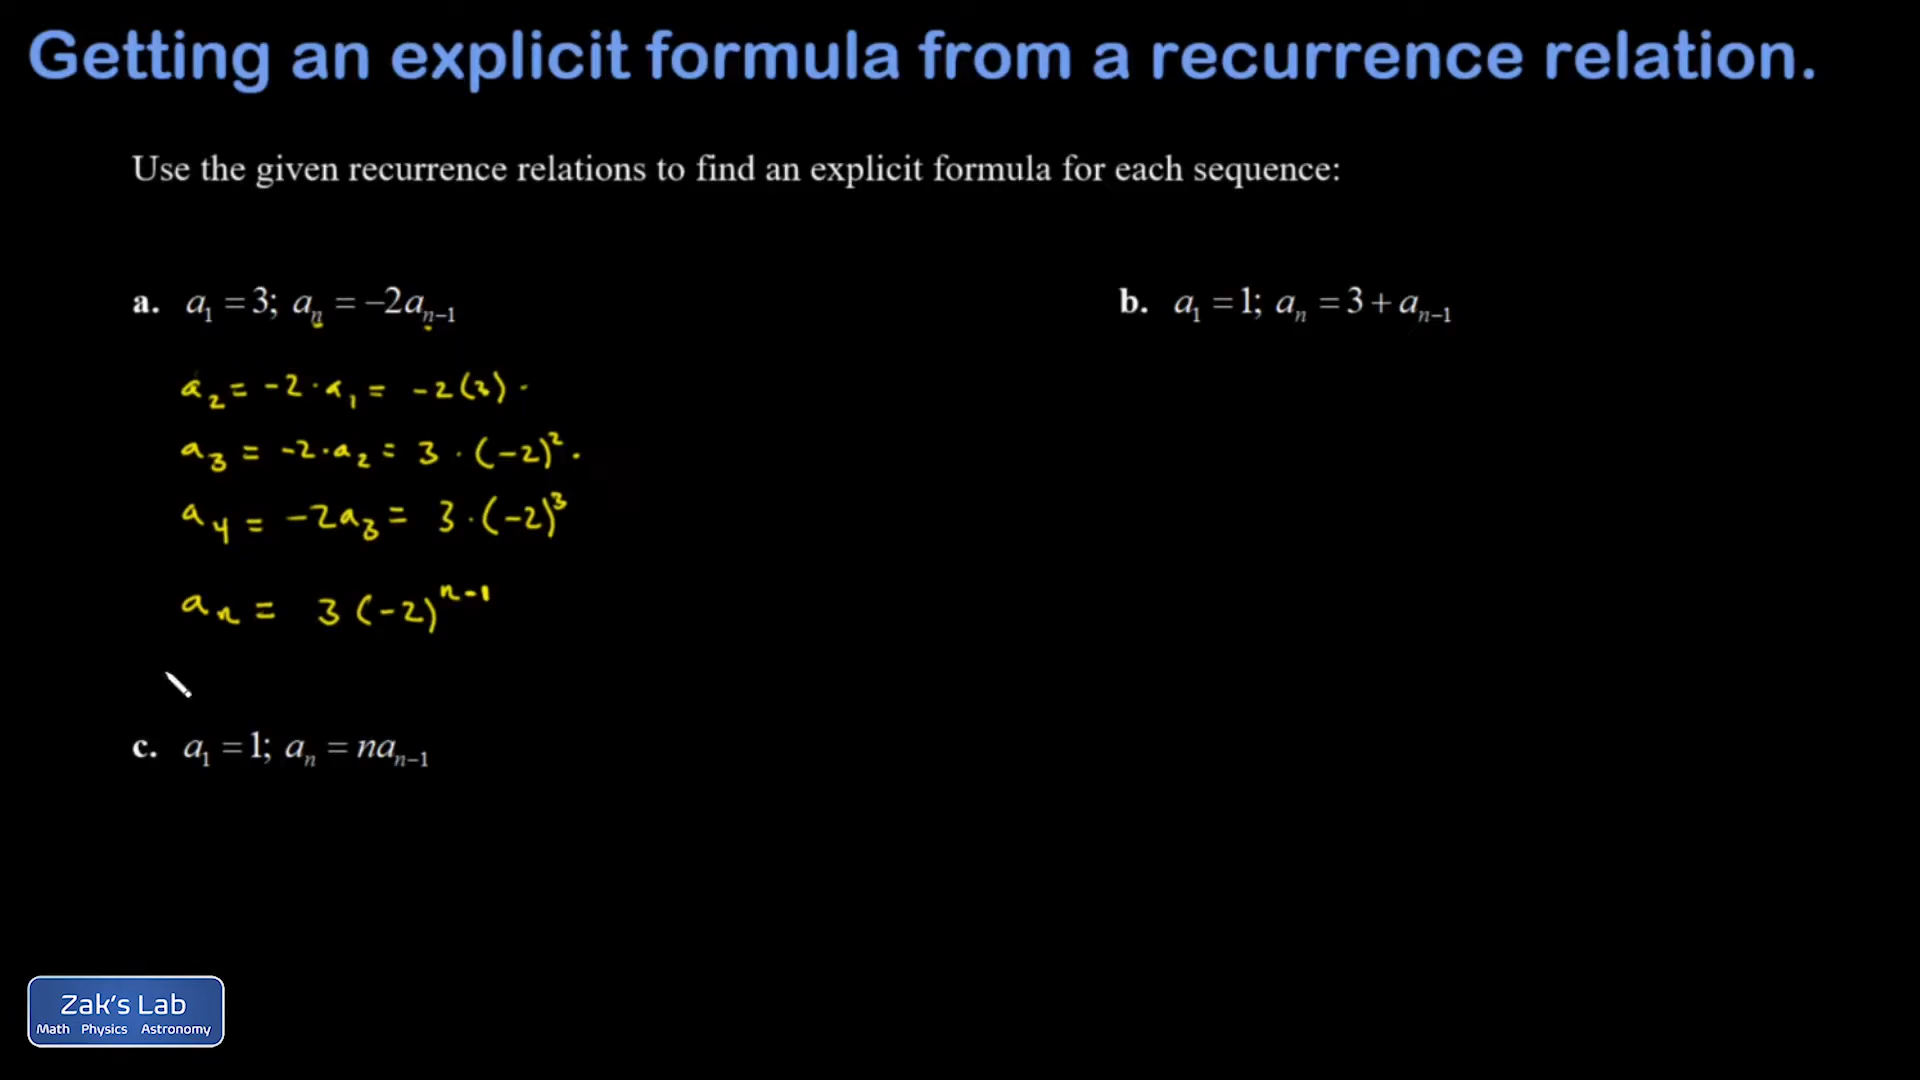 Getting an explicit formula from a recurrence relation.
Use the given recurrence relations to find an explicit formula for each sequence:
a. a₁ = 3; aₙ = −2aₙ₋₁
a₂ = -2 · a₁ = -2(3) ·
a₃ = -2 · a₂ = 3 · (-2)² ·
a₄ = -2a₃ = 3 · (-2)³
aₙ = 3(-2)ⁿ⁻¹
b. a₁ = 1; aₙ = 3 + aₙ₋₁
c. a₁ = 1; aₙ = naₙ₋₁
Zak's Lab
Math Physics Astronomy